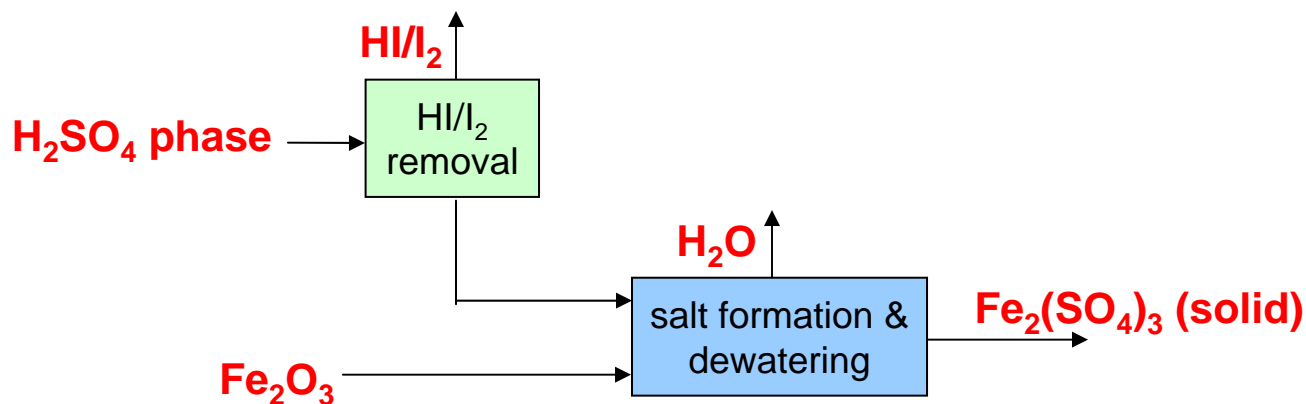 HI/I₂
H₂SO₄ phase
HI/I₂
removal
H₂O
salt formation &
dewatering
Fe₂(SO₄)₃ (solid)
Fe₂O₃